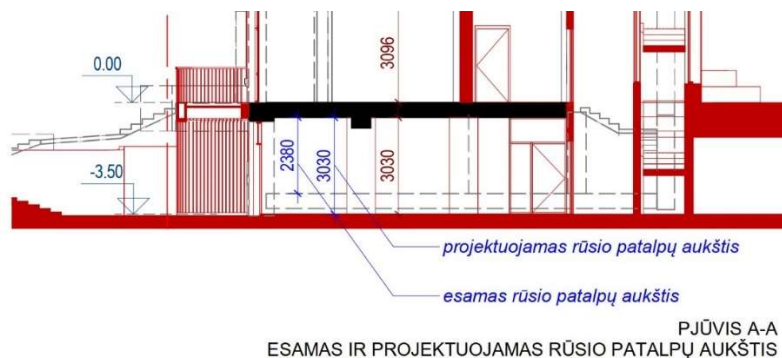 3096
0.00
-3.50
2380
3030
3030
projektuojamas rūsio patalpų aukštis
esamas rūsio patalpų aukštis
PJŪVIS A-A
ESAMAS IR PROJEKTUOJAMAS RŪSIO PATALPŲ AUKŠTIS